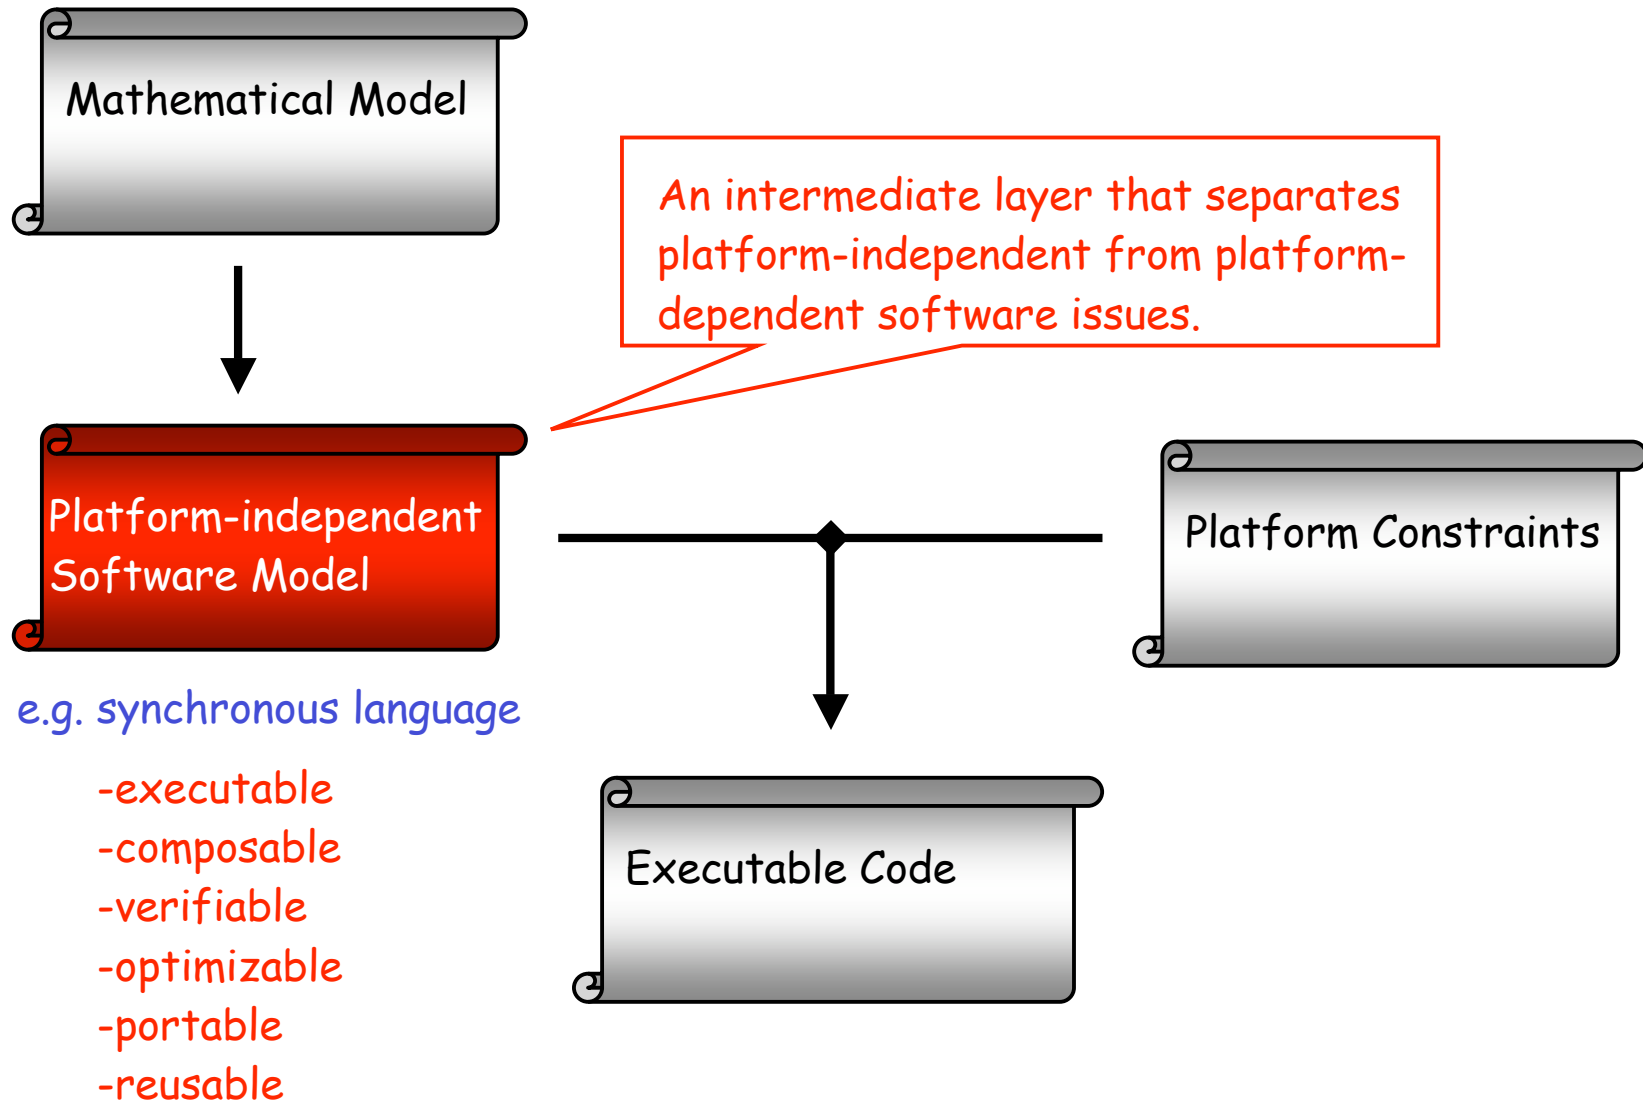 Mathematical Model
An intermediate layer that separates
platform-independent from platform-
dependent software issues.
Platform-independent
Software Model
Platform Constraints
e.g. synchronous language
-executable
-composable
-verifiable
-optimizable
-portable
-reusable
Executable Code